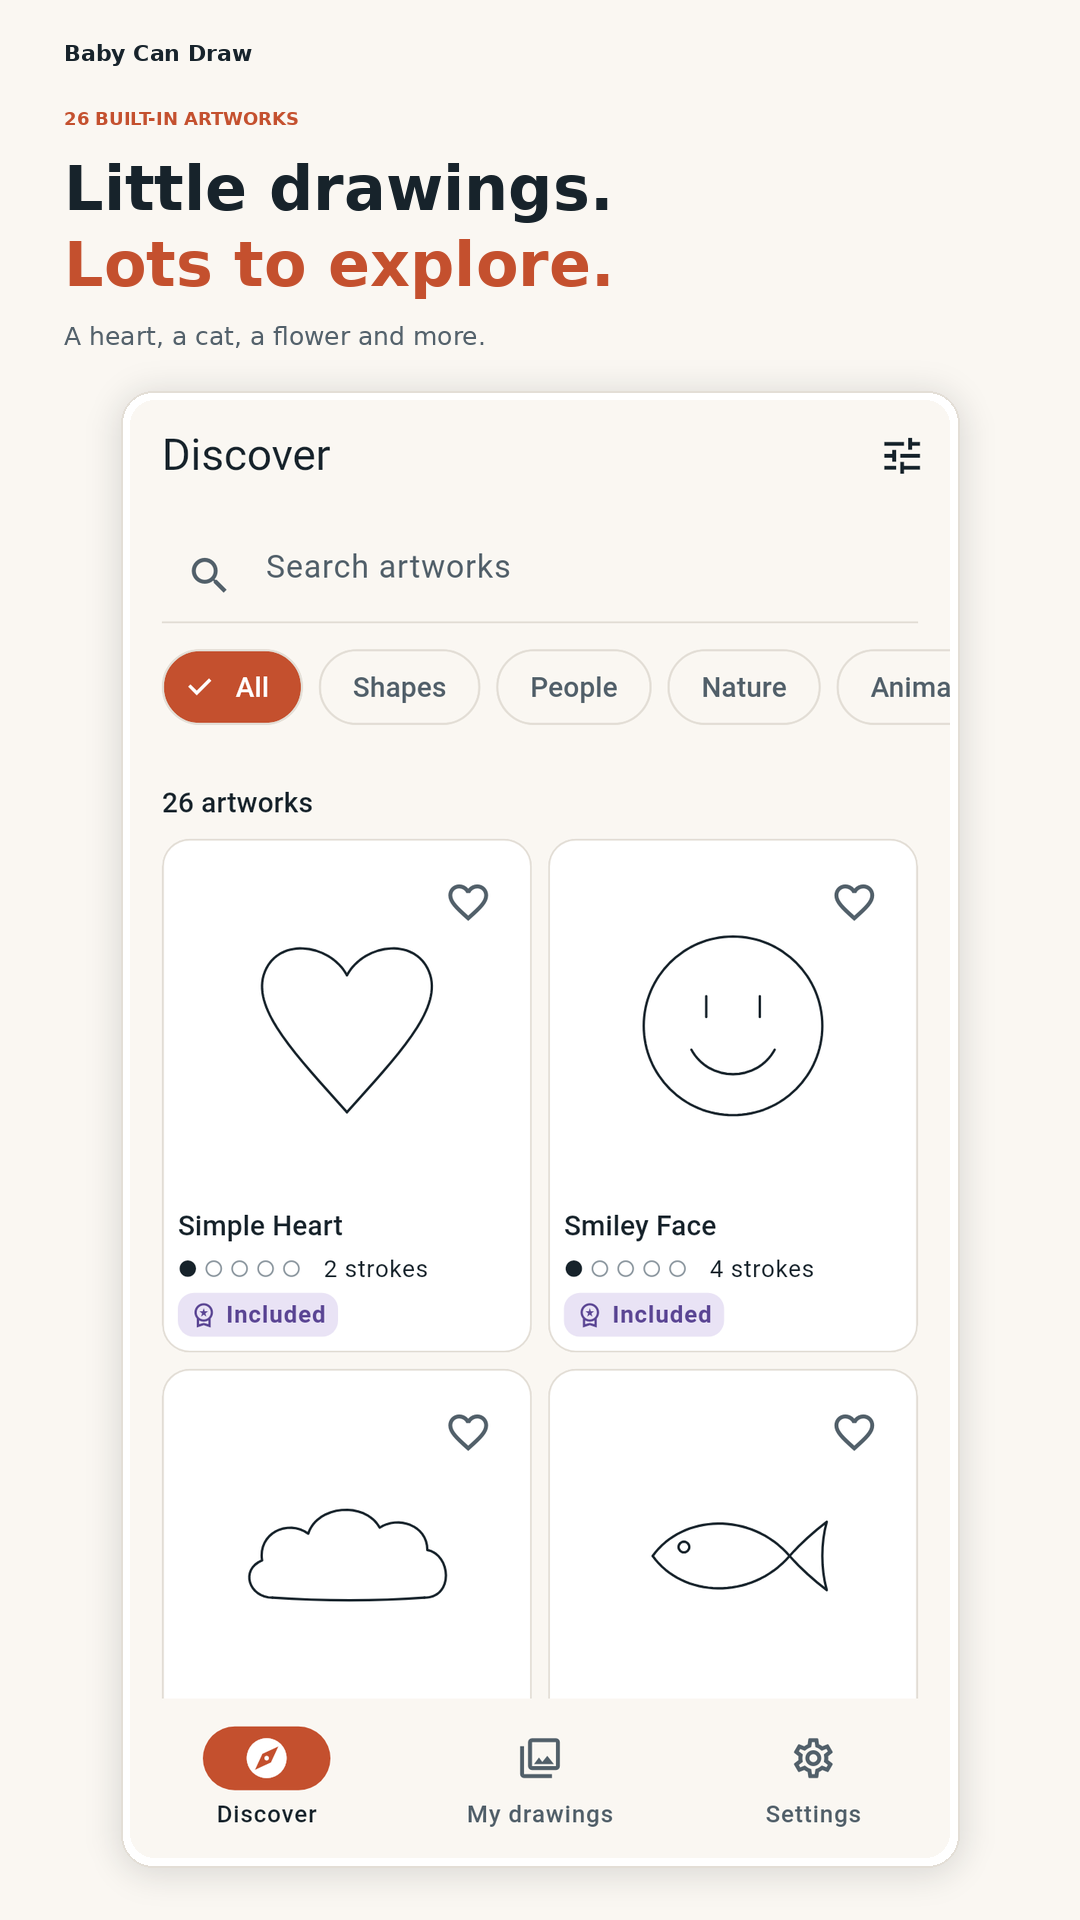 Baby Can Draw
26 BUILT-IN ARTWORKS
Little drawings.
Lots to explore.
A heart, a cat, a flower and more.
Discover
Search artworks
All Shapes People Nature Anima
26 artworks
Simple Heart Smiley Face
2 strokes 4 strokes
Included Included
Discover My drawings Settings